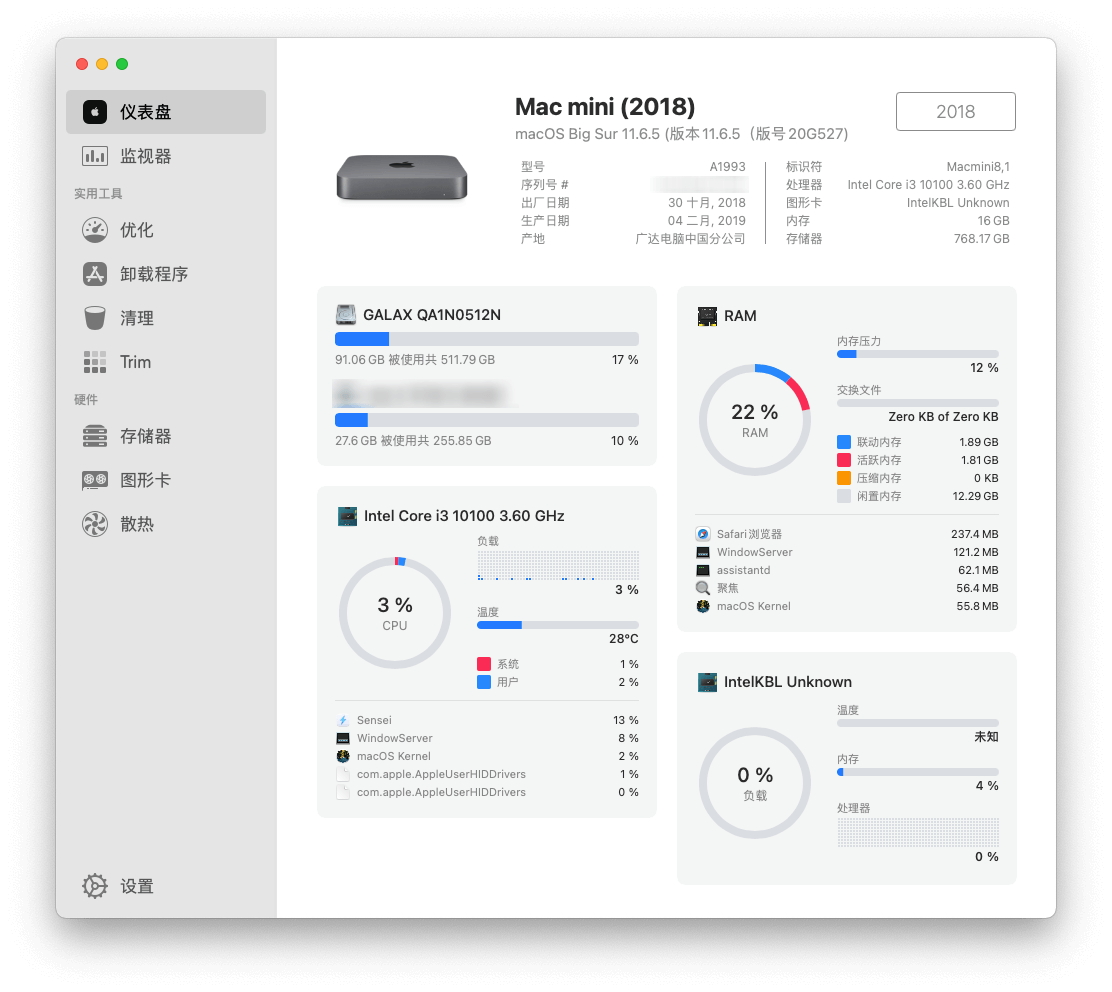 仪表盘
监视器
实用工具
优化
卸载程序
清理
Trim
硬件
存储器
图形卡
散热
设置
Mac mini (2018)
macOS Big Sur 11.6.5 (版本 11.6.5（版号 20G527)
2018
型号 A1993
序列号 #
出厂日期 30 十月, 2018
生产日期 04 二月, 2019
产地 广达电脑中国分公司
标识符 Macmini8,1
处理器 Intel Core i3 10100 3.60 GHz
图形卡 IntelKBL Unknown
内存 16 GB
存储器 768.17 GB
GALAX QA1N0512N
91.06 GB 被使用共 511.79 GB 17 %
27.6 GB 被使用共 255.85 GB 10 %
Intel Core i3 10100 3.60 GHz
3 %
CPU
负载
3 %
温度
28°C
系统 1 %
用户 2 %
Sensei 13 %
WindowServer 8 %
macOS Kernel 2 %
com.apple.AppleUserHIDDrivers 1 %
com.apple.AppleUserHIDDrivers 0 %
RAM
22 %
RAM
内存压力
12 %
交换文件
Zero KB of Zero KB
联动内存 1.89 GB
活跃内存 1.81 GB
压缩内存 0 KB
闲置内存 12.29 GB
Safari 浏览器 237.4 MB
WindowServer 121.2 MB
assistantd 62.1 MB
聚焦 56.4 MB
macOS Kernel 55.8 MB
IntelKBL Unknown
0 %
负载
温度
未知
内存
4 %
处理器
0 %